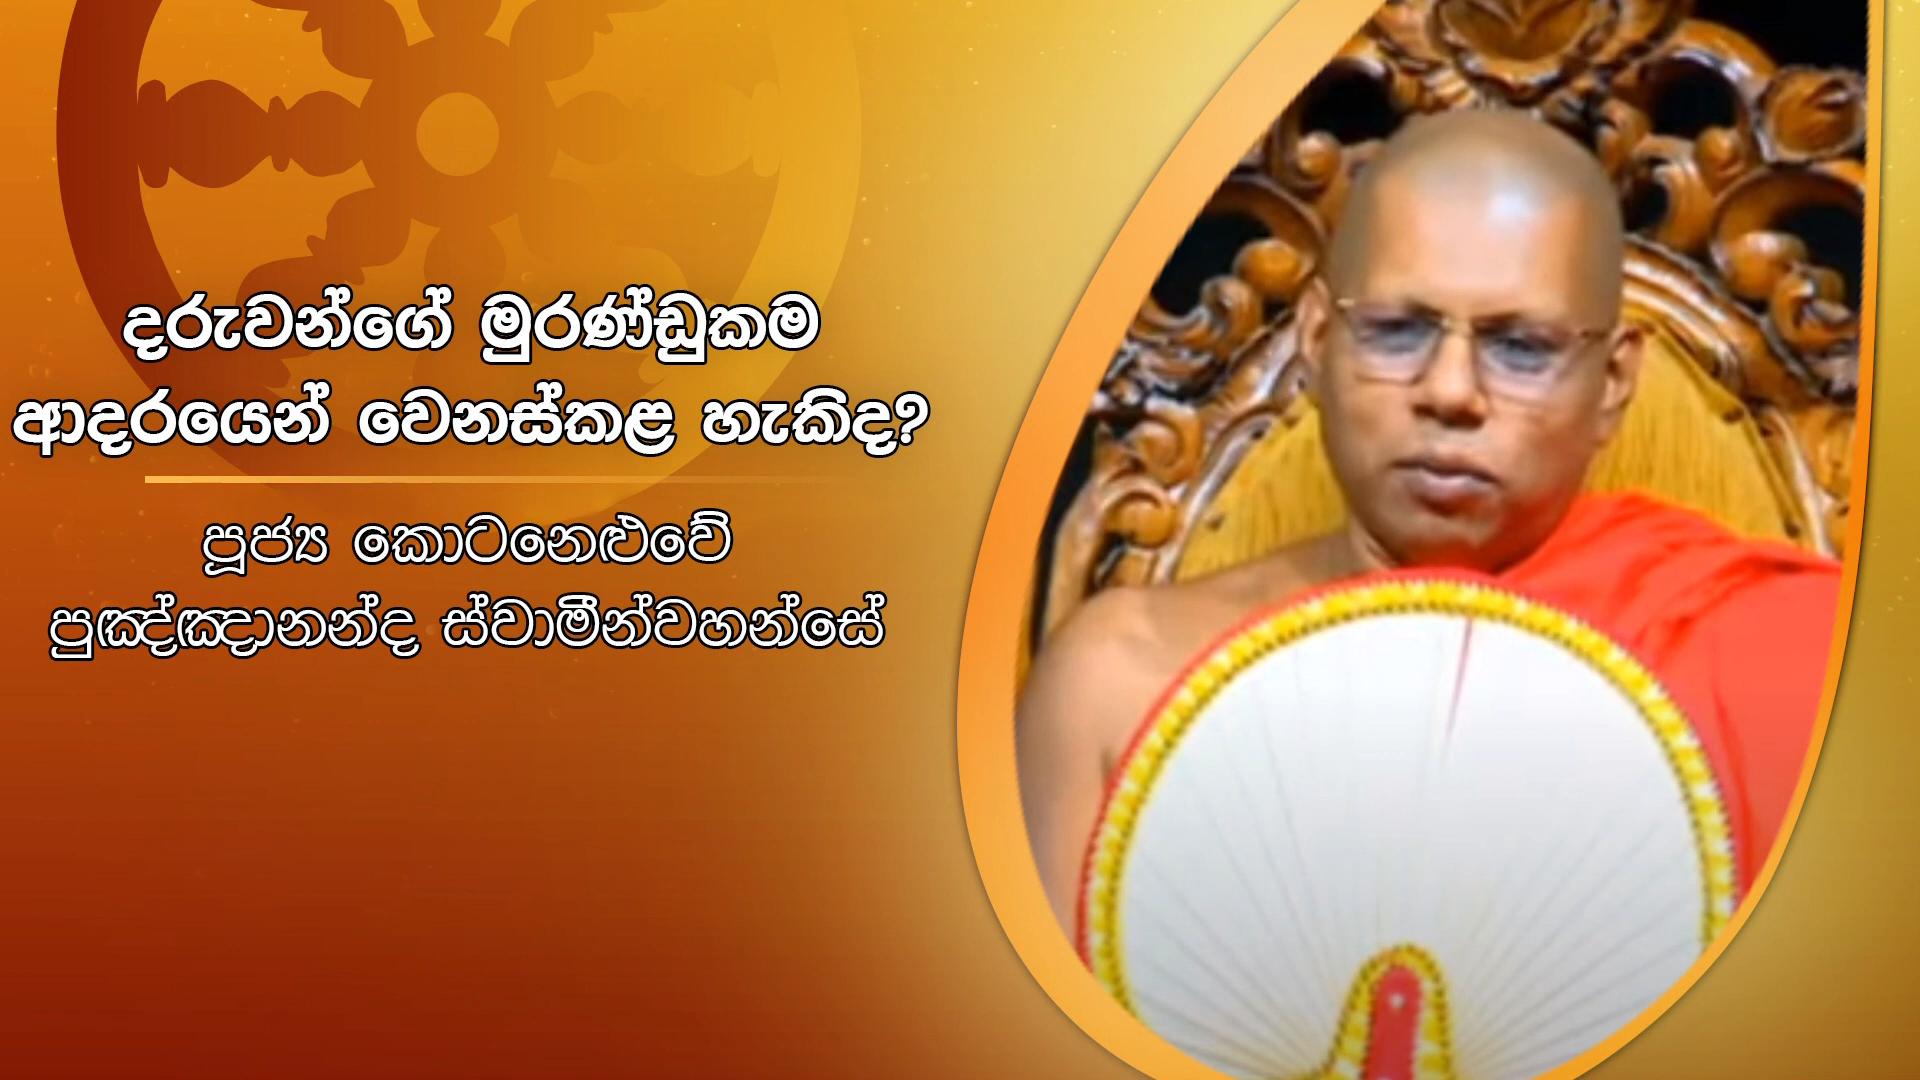 දරුවන්ගේ මුරණ්ඩුකම
ආදරයෙන් වෙනස්කළ හැකිද?
පූජ්‍ය කොටනෙළුවේ
පුඤ්ඤානන්ද ස්වාමීන්වහන්සේ